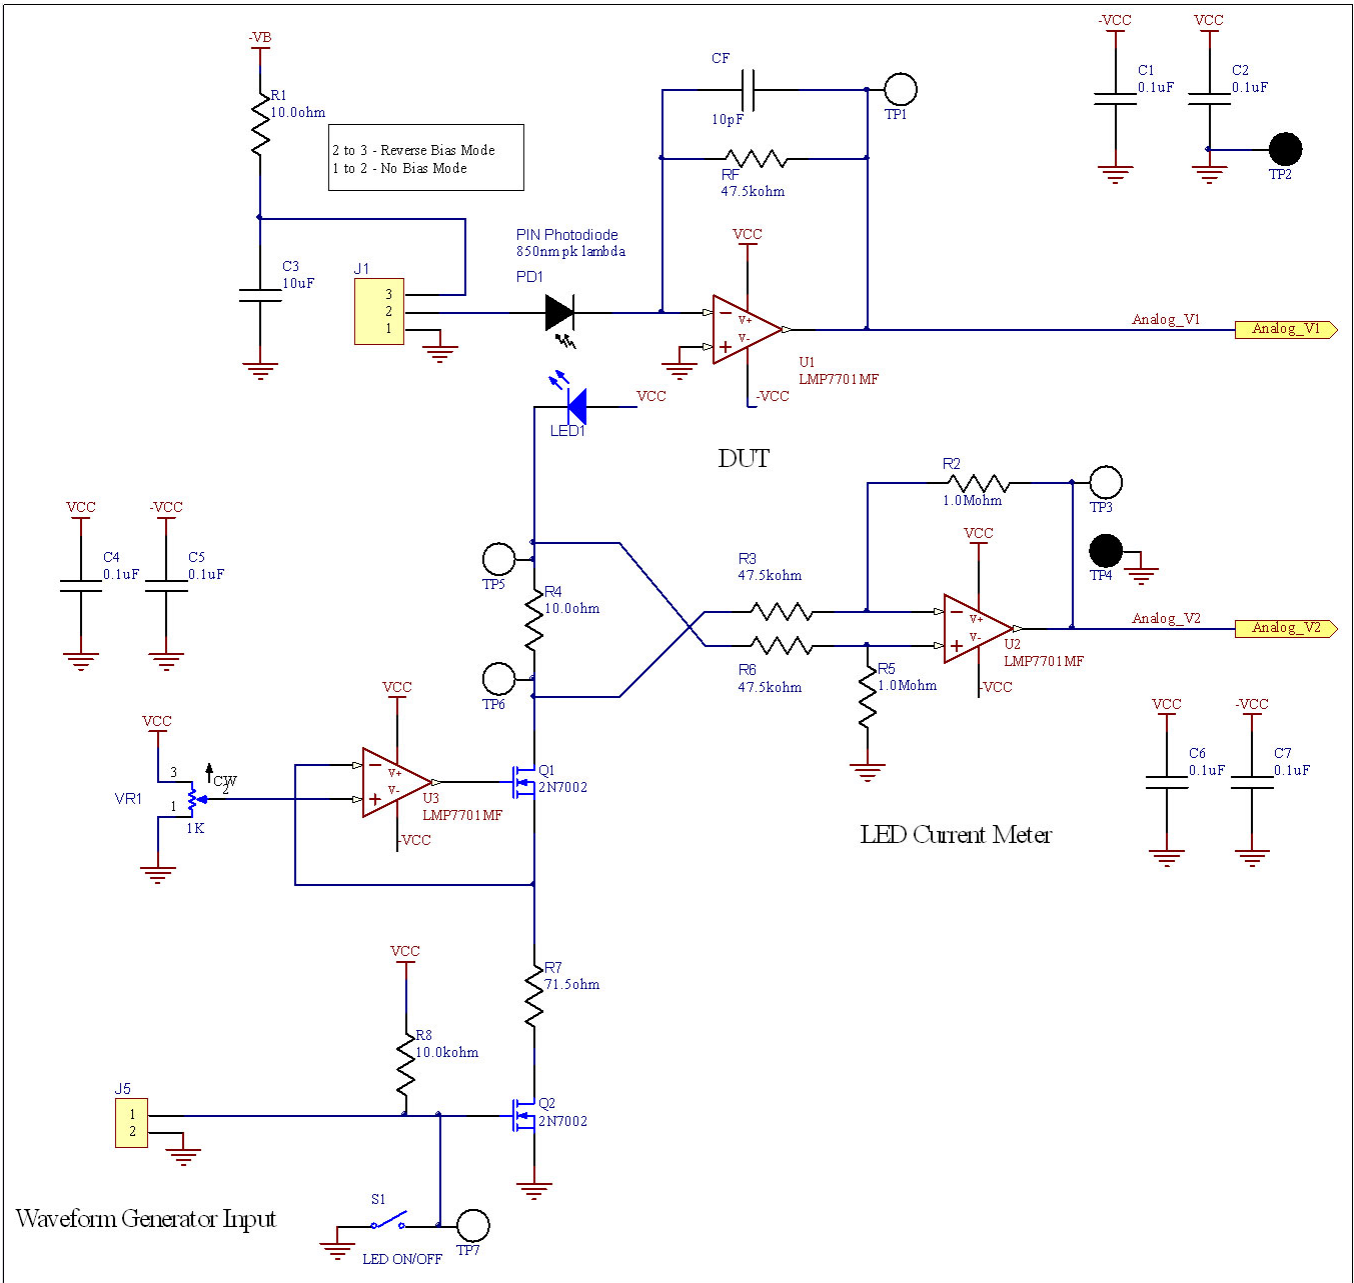 -VB
R1
10.0ohm
2 to 3 - Reverse Bias Mode
1 to 2 - No Bias Mode
C3
10uF
J1
3
2
1
PIN Photodiode
850nm pk lambda
PD1
CF
10pF
RF
47.5kohm
TP1
VCC
V+
V-
U1
LMP7701MF
-VCC
-VCC
C1
0.1uF
VCC
C2
0.1uF
TP2
Analog_V1
Analog_V1
LED1
VCC
DUT
VCC
C4
0.1uF
-VCC
C5
0.1uF
TP5
R4
10.0ohm
TP6
R3
47.5kohm
R6
47.5kohm
R2
1.0Mohm
TP3
TP4
VCC
V+
V-
U2
LMP7701MF
-VCC
R5
1.0Mohm
Analog_V2
Analog_V2
VCC
C6
0.1uF
-VCC
C7
0.1uF
LED Current Meter
VCC
3
CW
2
VR1
1
1K
VCC
V+
V-
U3
LMP7701MF
-VCC
Q1
2N7002
R7
71.5ohm
VCC
R8
10.0kohm
J5
1
2
Q2
2N7002
S1
LED ON/OFF
TP7
Waveform Generator Input